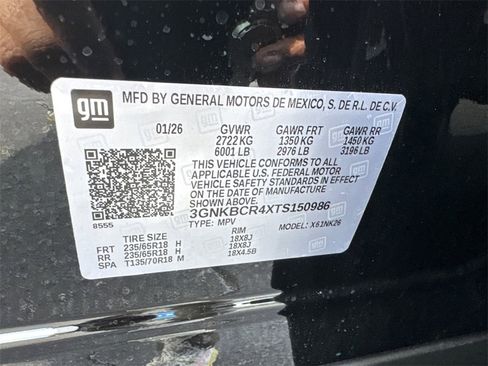 gm
MFD BY GENERAL MOTORS DE MEXICO, S. DE R.L. DE C.V.
01/26 GVWR GAWR FRT GAWR RR
2722 KG 1350 KG 1450 KG
6001 LB 2976 LB 3196 LB
THIS VEHICLE CONFORMS TO ALL
APPLICABLE U.S. FEDERAL MOTOR
VEHICLE SAFETY STANDARDS IN EFFECT
ON THE DATE OF MANUFACTURE
SHOWN ABOVE.
3GNKBCR4XTS150986
8555 TYPE: MPV MODEL: X61NK26
TIRE SIZE RIM
FRT 235/65R18 H 18X8J
RR 235/65R18 H 18X8J
SPA T135/70R18 M 18X4.5B